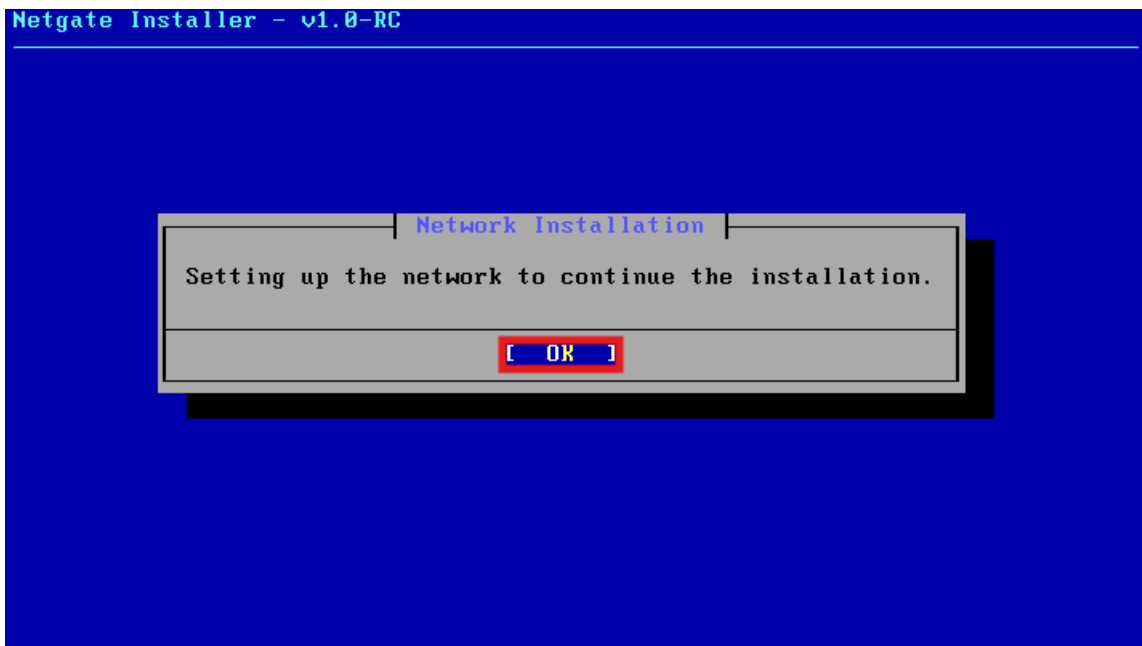 Netgate Installer - v1.0-RC
Network Installation
Setting up the network to continue the installation.
[ OK ]